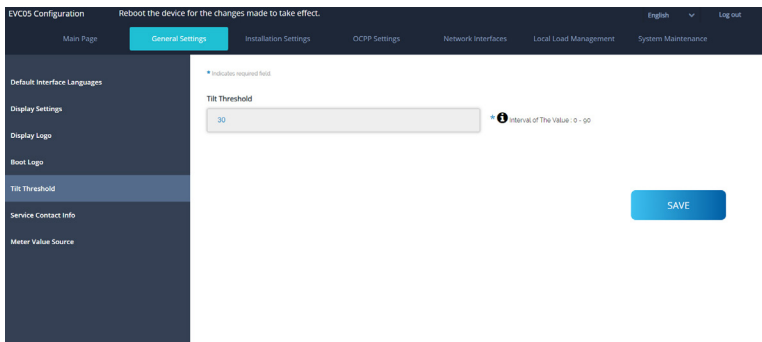 EVC05 Configuration Reboot the device for the changes made to take effect. English Log out
Main Page General Settings Installation Settings OCPP Settings Network Interfaces Local Load Management System Maintenance
* Indicates required field.
Default Interface Languages
Display Settings
Display Logo
Boot Logo
Tilt Threshold
Service Contact Info
Meter Value Source
Tilt Threshold
30
* Interval of The Value : 0 - 90
SAVE